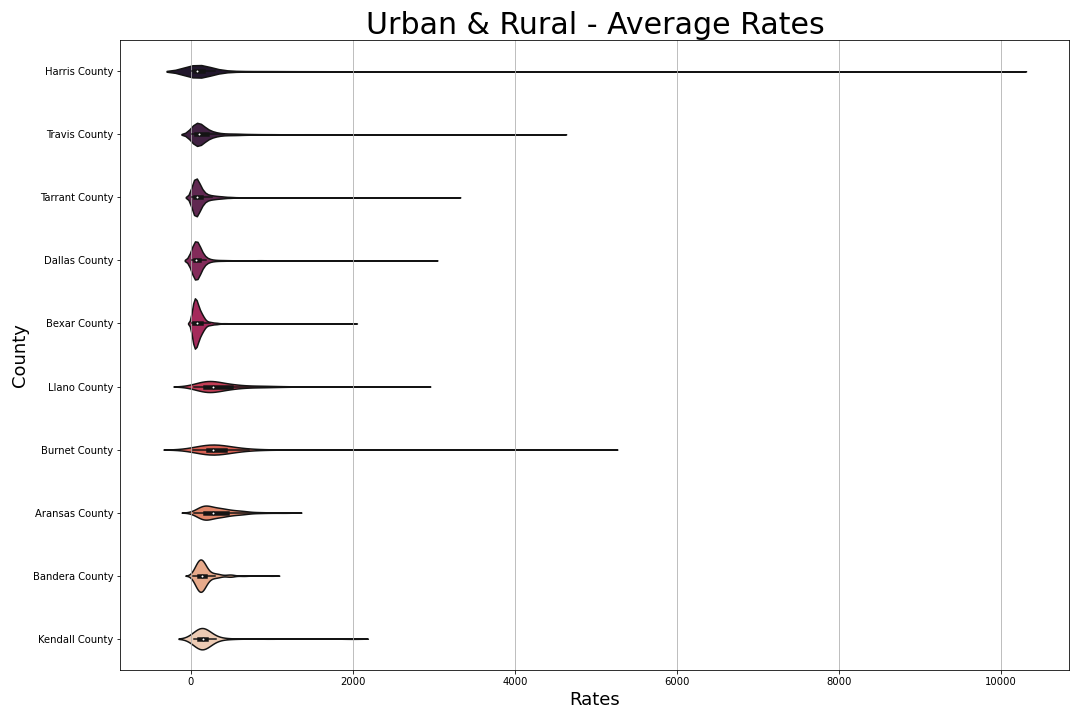 Urban & Rural - Average Rates
Harris County
Travis County
Tarrant County
Dallas County
Bexar County
Llano County
Burnet County
Aransas County
Bandera County
Kendall County
County
0 2000 4000 6000 8000 10000
Rates